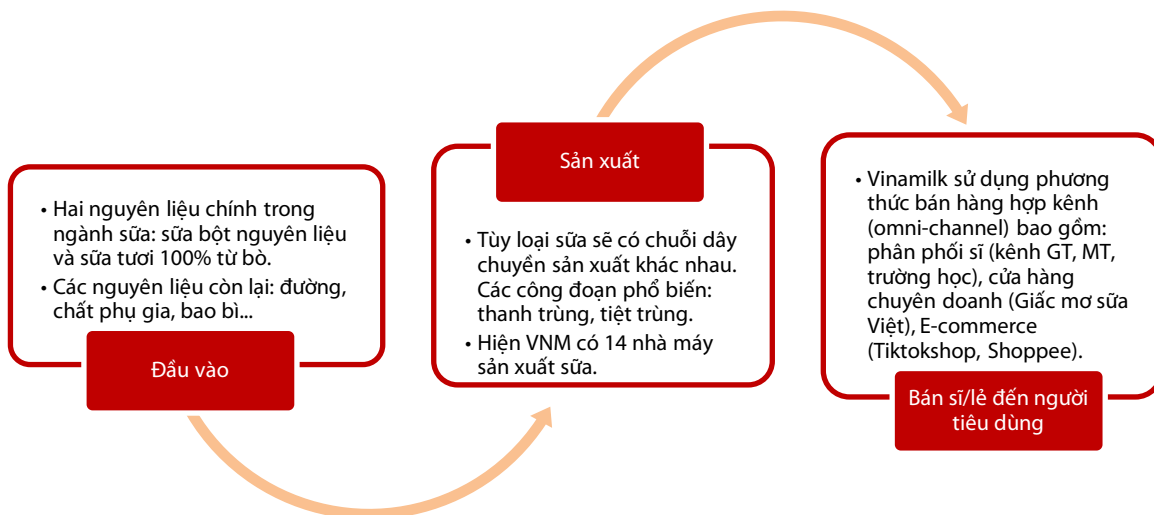 • Hai nguyên liệu chính trong
ngành sữa: sữa bột nguyên liệu
và sữa tươi 100% từ bò.
• Các nguyên liệu còn lại: đường,
chất phụ gia, bao bì...
Đầu vào
Sản xuất
• Tùy loại sữa sẽ có chuỗi dây
chuyền sản xuất khác nhau.
Các công đoạn phổ biến:
thanh trùng, tiệt trùng.
• Hiện VNM có 14 nhà máy
sản xuất sữa.
• Vinamilk sử dụng phương
thức bán hàng hợp kênh
(omni-channel) bao gồm:
phân phối sĩ (kênh GT, MT,
trường học), cửa hàng
chuyên doanh (Giấc mơ sữa
Việt), E-commerce
(Tiktokshop, Shoppee).
Bán sĩ/lẻ đến người
tiêu dùng